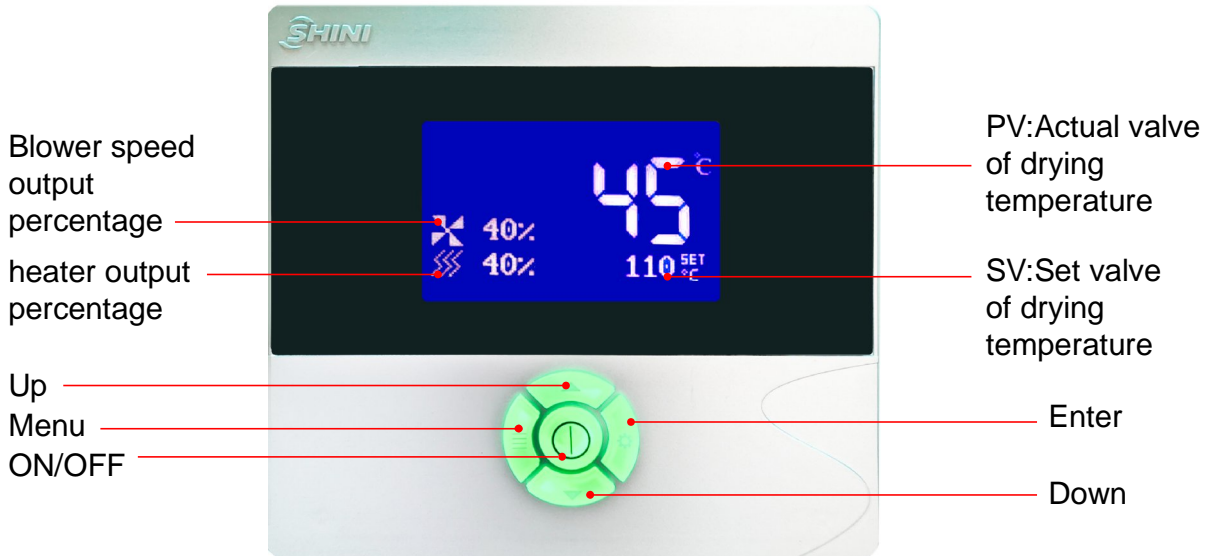 SHINI
Blower speed
output
percentage
heater output
percentage
Up
Menu
ON/OFF
45 °C
40%
40%
110 SET °C
PV:Actual valve
of drying
temperature
SV:Set valve
of drying
temperature
Enter
Down